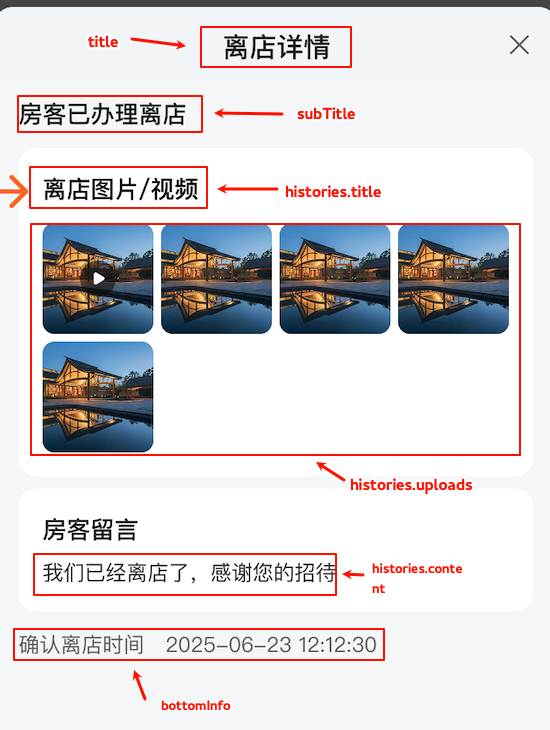 title
离店详情
房客已办理离店
subTitle
离店图片/视频
histories.title
histories.uploads
房客留言
我们已经离店了，感谢您的招待
histories.conte
nt
确认离店时间 2025-06-23 12:12:30
bottomInfo